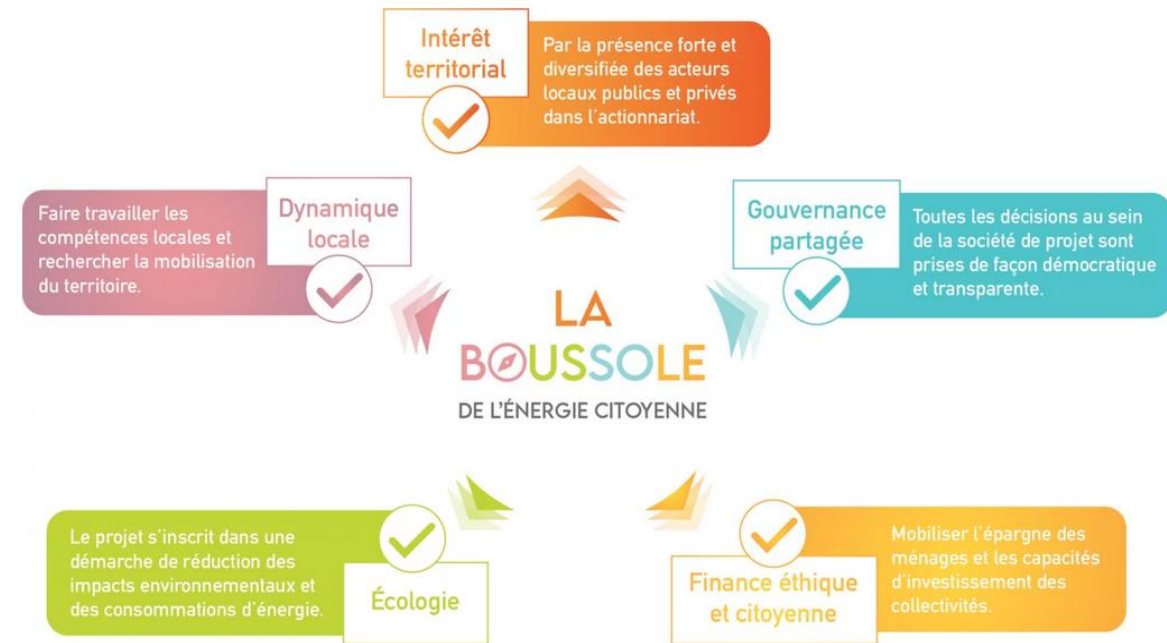 Intérêt
territorial
Par la présence forte et
diversifiée des acteurs
locaux publics et privés
dans l'actionnariat.
Faire travailler les
compétences locales et
rechercher la mobilisation
du territoire.
Dynamique
locale
Gouvernance
partagée
Toutes les décisions au sein
de la société de projet sont
prises de façon démocratique
et transparente.
LA
BOUSSOLE
DE L'ÉNERGIE CITOYENNE
Le projet s'inscrit dans une
démarche de réduction des
impacts environnementaux et
des consommations d'énergie.
Écologie
Finance éthique
et citoyenne
Mobiliser l'épargne des
ménages et les capacités
d'investissement des
collectivités.